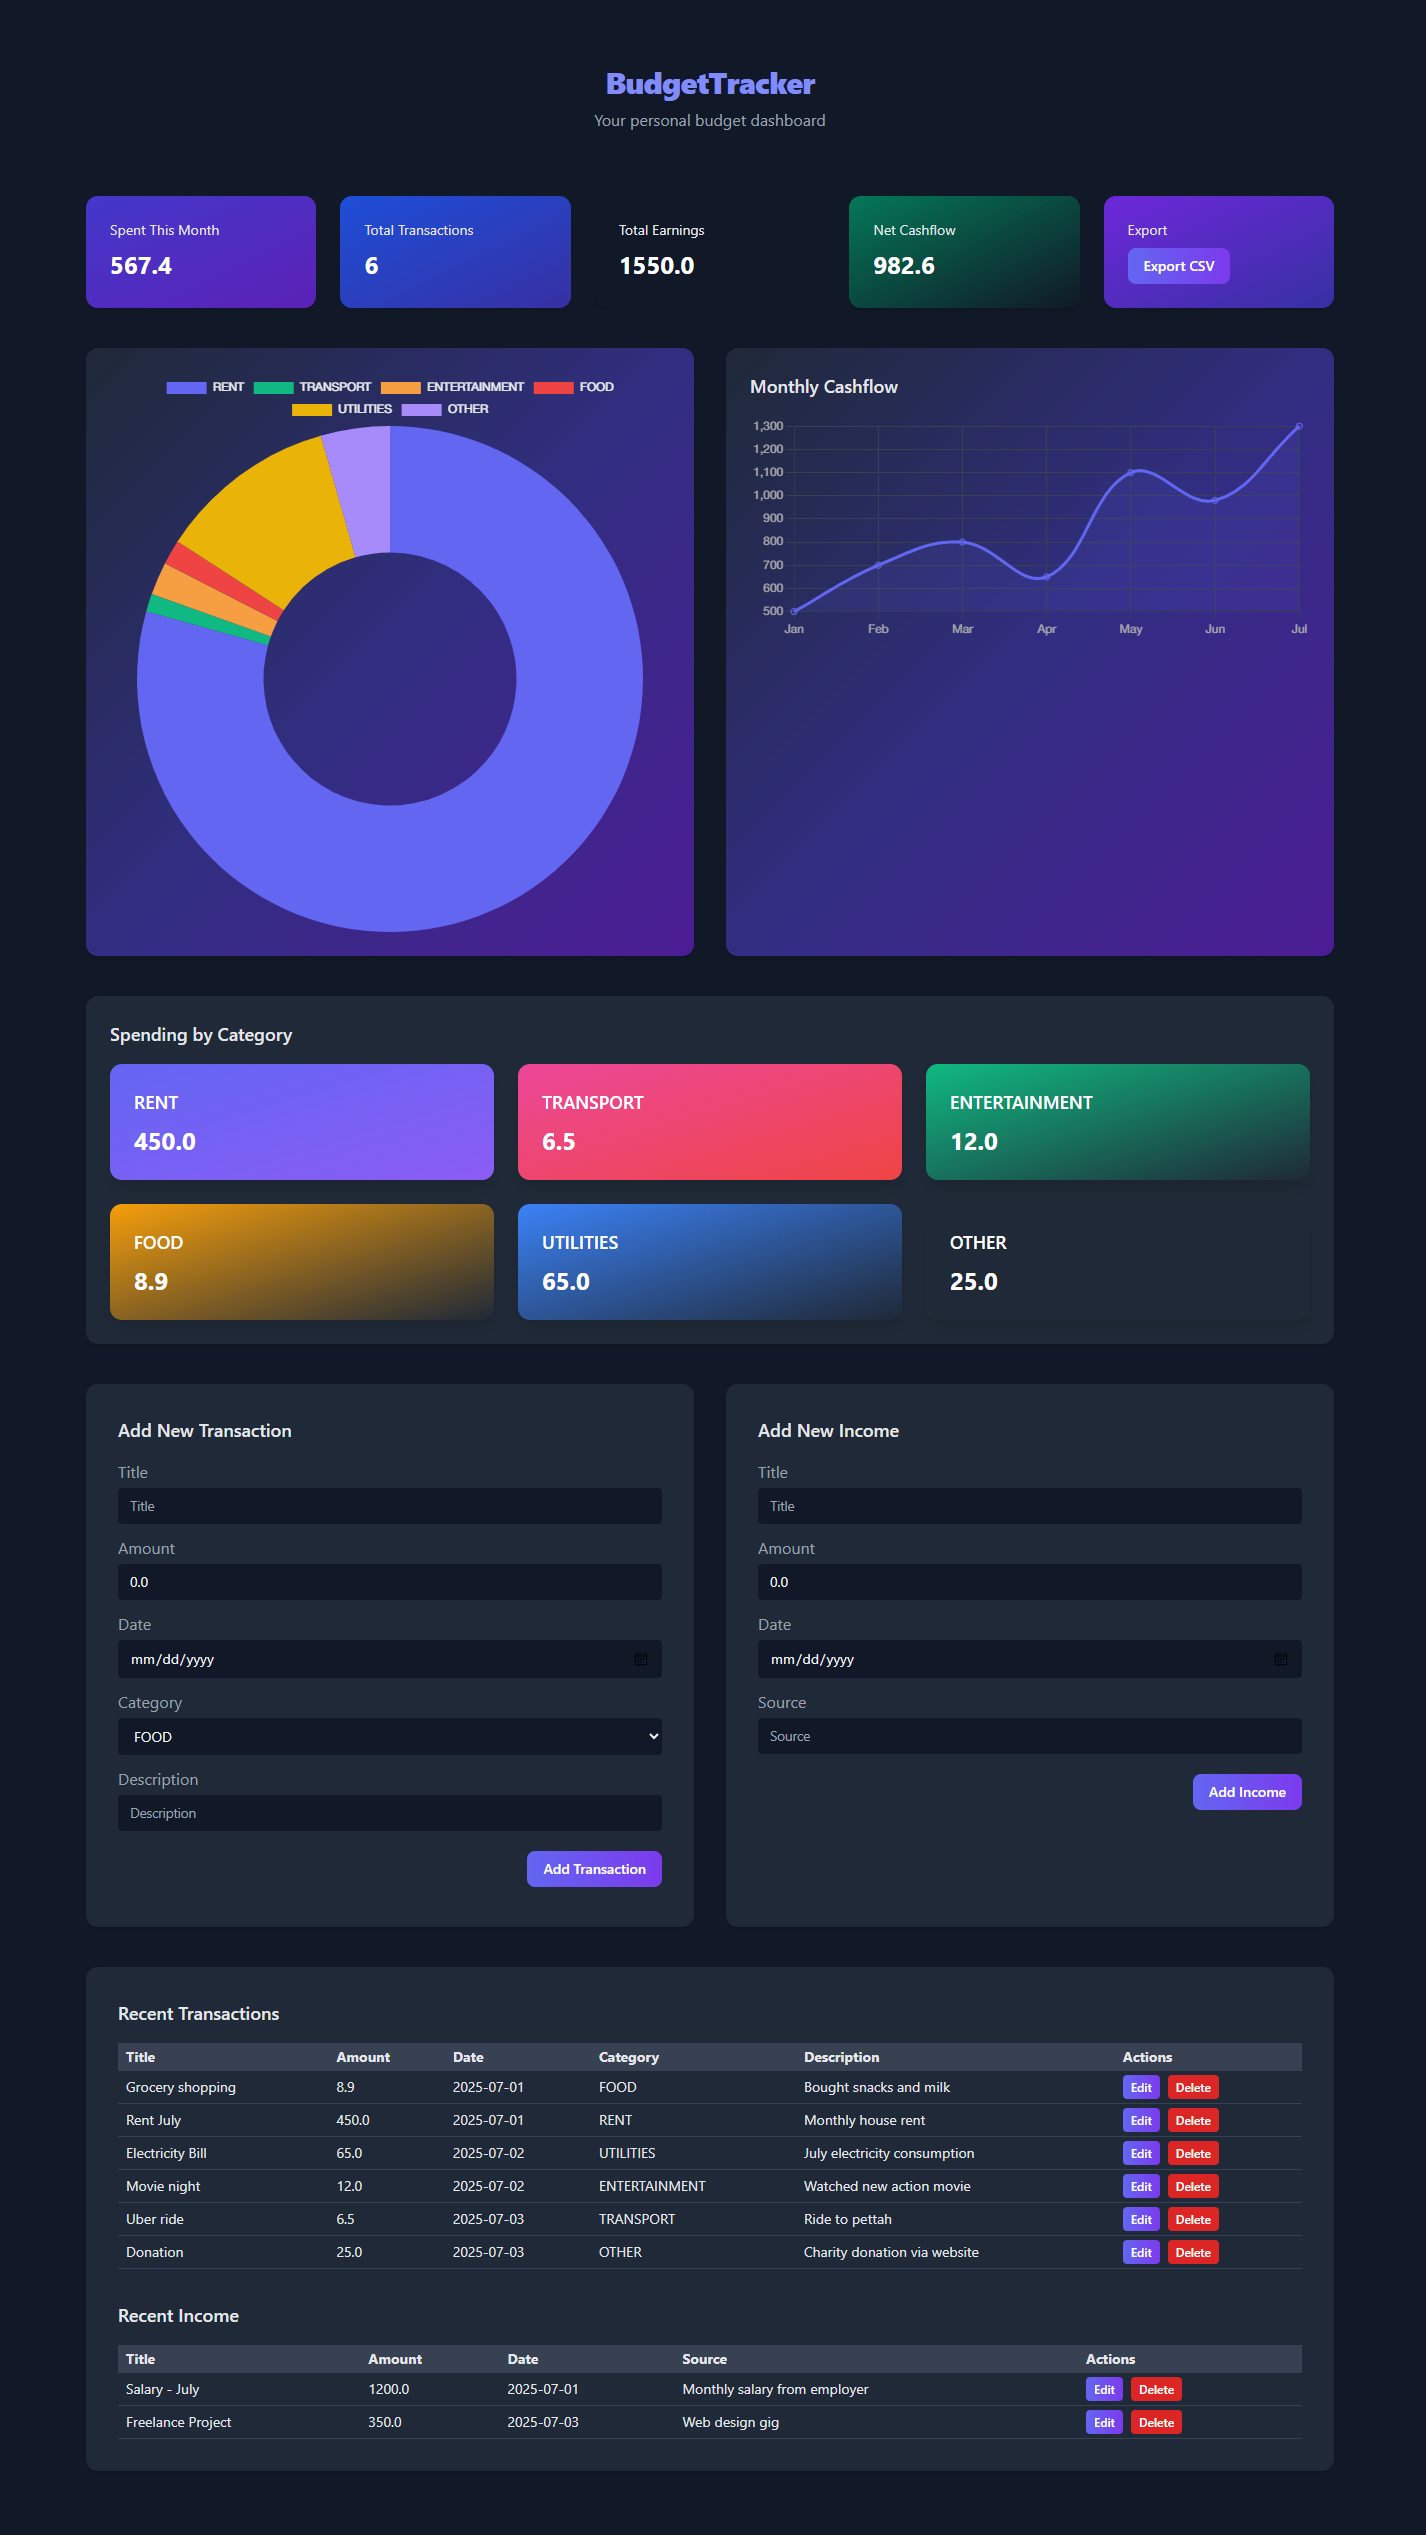 BudgetTracker
Your personal budget dashboard
Spent This Month
567.4
Total Transactions
6
Total Earnings
1550.0
Net Cashflow
982.6
Export
Export CSV
RENT TRANSPORT ENTERTAINMENT FOOD
UTILITIES OTHER
Monthly Cashflow
1,300
1,200
1,100
1,000
900
800
700
600
500
Jan Feb Mar Apr May Jun Jul
Spending by Category
RENT
450.0
TRANSPORT
6.5
ENTERTAINMENT
12.0
FOOD
8.9
UTILITIES
65.0
OTHER
25.0
Add New Transaction
Title
Title
Amount
0.0
Date
mm/dd/yyyy
Category
FOOD
Description
Description
Add Transaction
Add New Income
Title
Title
Amount
0.0
Date
mm/dd/yyyy
Source
Source
Add Income
Recent Transactions
Title Amount Date Category Description Actions
Grocery shopping 8.9 2025-07-01 FOOD Bought snacks and milk Edit Delete
Rent July 450.0 2025-07-01 RENT Monthly house rent Edit Delete
Electricity Bill 65.0 2025-07-02 UTILITIES July electricity consumption Edit Delete
Movie night 12.0 2025-07-02 ENTERTAINMENT Watched new action movie Edit Delete
Uber ride 6.5 2025-07-03 TRANSPORT Ride to pettah Edit Delete
Donation 25.0 2025-07-03 OTHER Charity donation via website Edit Delete
Recent Income
Title Amount Date Source Actions
Salary - July 1200.0 2025-07-01 Monthly salary from employer Edit Delete
Freelance Project 350.0 2025-07-03 Web design gig Edit Delete